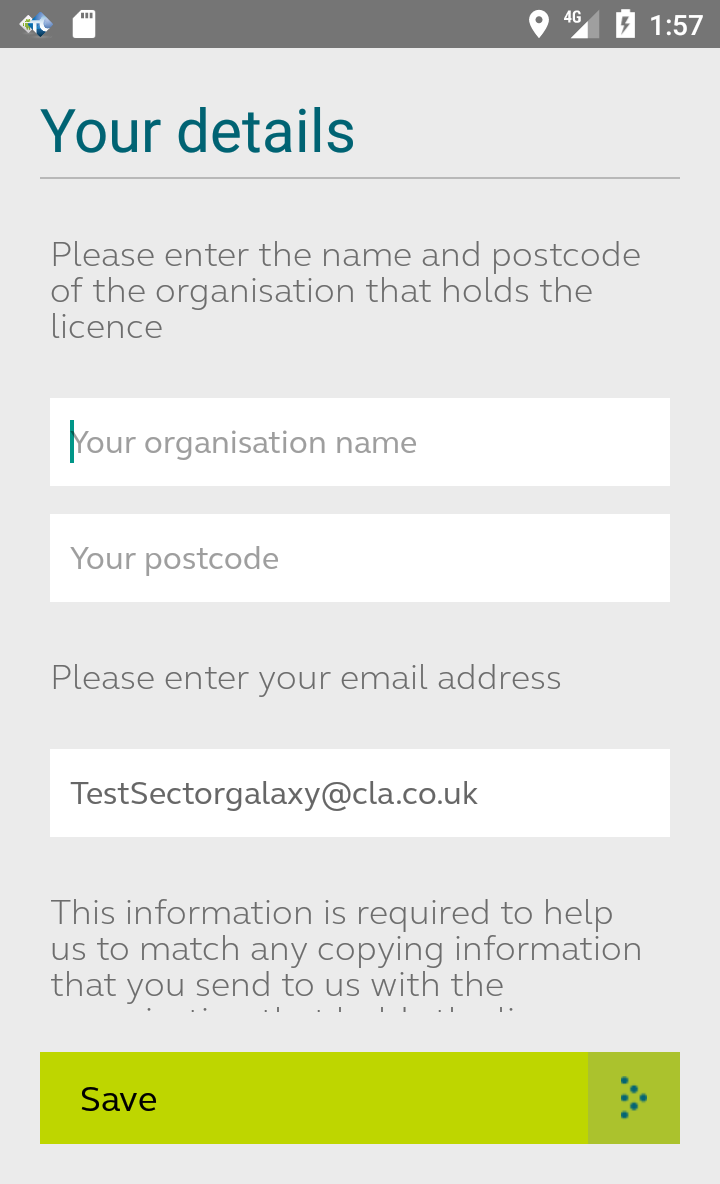 4G 1:57
Your details
Please enter the name and postcode
of the organisation that holds the
licence
Your organisation name
Your postcode
Please enter your email address
TestSectorgalaxy@cla.co.uk
This information is required to help
us to match any copying information
that you send to us with the
Save